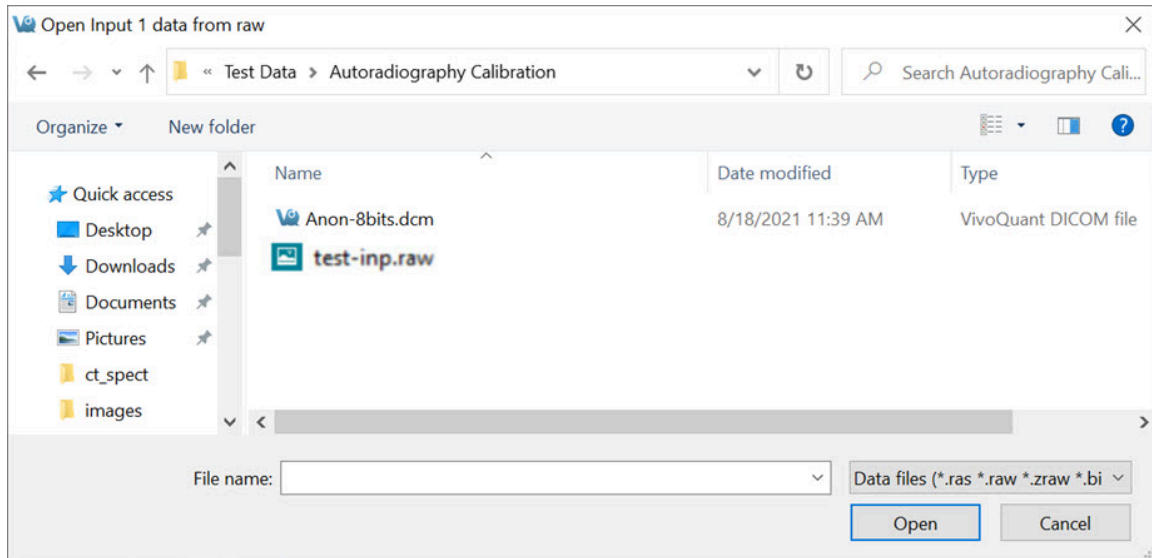 Open Input 1 data from raw
« Test Data > Autoradiography Calibration
Search Autoradiography Cali...
Organize
New folder
Name
Date modified
Type
Quick access
Desktop
Downloads
Documents
Pictures
ct_spect
images
Anon-8bits.dcm 8/18/2021 11:39 AM VivoQuant DICOM file
test-inp.raw
File name:
Data files (*.ras *.raw *.zraw *.bi
Open
Cancel